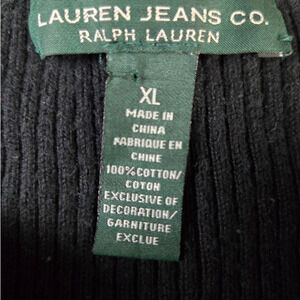 LAUREN JEANS CO.
RALPH LAUREN
XL
MADE IN
CHINA
FABRIQUE EN
CHINE
100%COTTON/
COTON
EXCLUSIVE OF
DECORATION/
GARNITURE
EXCLUE